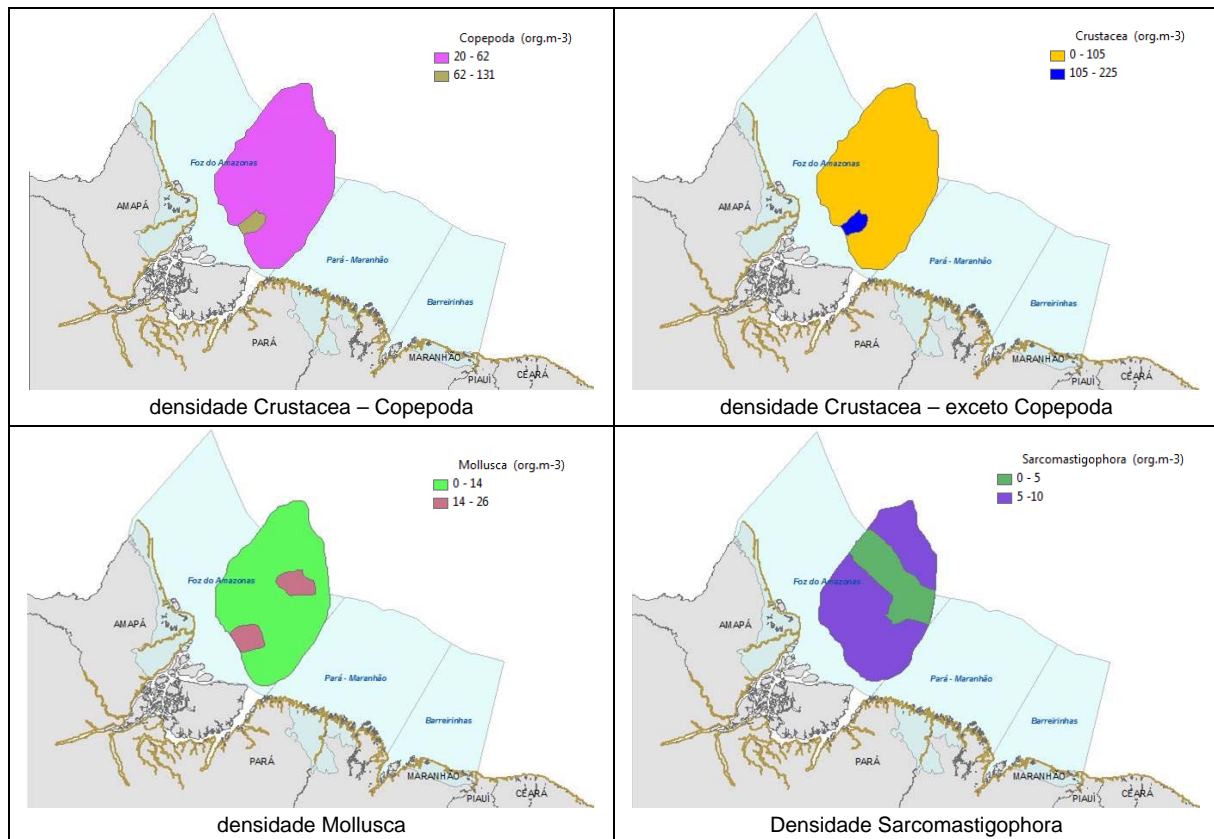 Copepoda (org.m-3)
20 - 62
62 - 131
Foz do Amazonas
AMAPÁ
Pará - Maranhão
Barreirinhas
PARÁ
MARANHÃO
PIAUÍ
CEARÁ
densidade Crustacea – Copepoda
Crustacea (org.m-3)
0 - 105
105 - 225
Foz do Amazonas
AMAPÁ
Pará - Maranhão
Barreirinhas
PARÁ
MARANHÃO
PIAUÍ
CEARÁ
densidade Crustacea – exceto Copepoda
Mollusca (org.m-3)
0 - 14
14 - 26
Foz do Amazonas
AMAPÁ
Pará - Maranhão
Barreirinhas
PARÁ
MARANHÃO
PIAUÍ
CEARÁ
densidade Mollusca
Sarcomastigophora (org.m-3)
0 - 5
5 -10
Foz do Amazonas
AMAPÁ
Pará - Maranhão
Barreirinhas
PARÁ
MARANHÃO
PIAUÍ
CEARÁ
Densidade Sarcomastigophora